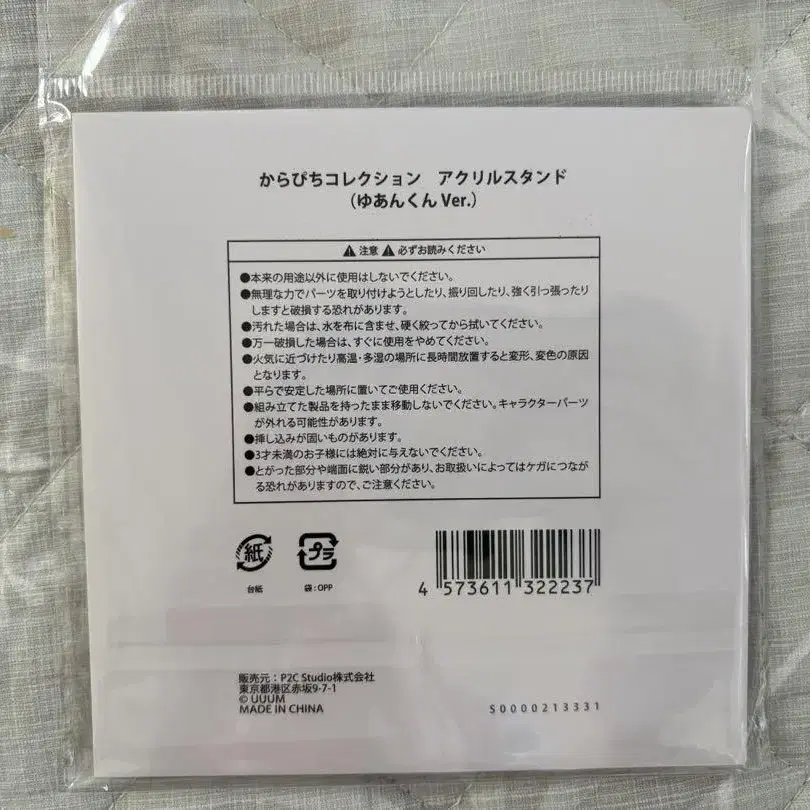 からぴちコレクション　アクリルスタンド
（ゆあんくん Ver.）
⚠ 注意 ⚠ 必ずお読みください
●本来の用途以外に使用はしないでください。
●無理な力でパーツを取り付けようとしたり、振り回したり、強く引っ張ったり
しますと破損する恐れがあります。
●汚れた場合は、水を布に含ませ、硬く絞ってから拭いてください。
●万一破損した場合は、すぐに使用をやめてください。
●火気に近づけたり高温・多湿の場所に長時間放置すると変形、変色の原因
となります。
●平らで安定した場所に置いてご使用ください。
●組み立てた製品を持ったまま移動しないでください。キャラクターパーツ
が外れる可能性があります。
●挿し込みが固いものがあります。
●3才未満のお子様には絶対に与えないでください。
●とがった部分や端面に鋭い部分があり、お取扱いによってはケガにつなが
る恐れがありますので、ご注意ください。
紙
プラ
台紙
袋：OPP
4 573611 322237
販売元：P2C Studio株式会社
東京都港区赤坂9-7-1
© UUUM
MADE IN CHINA
S0000213331